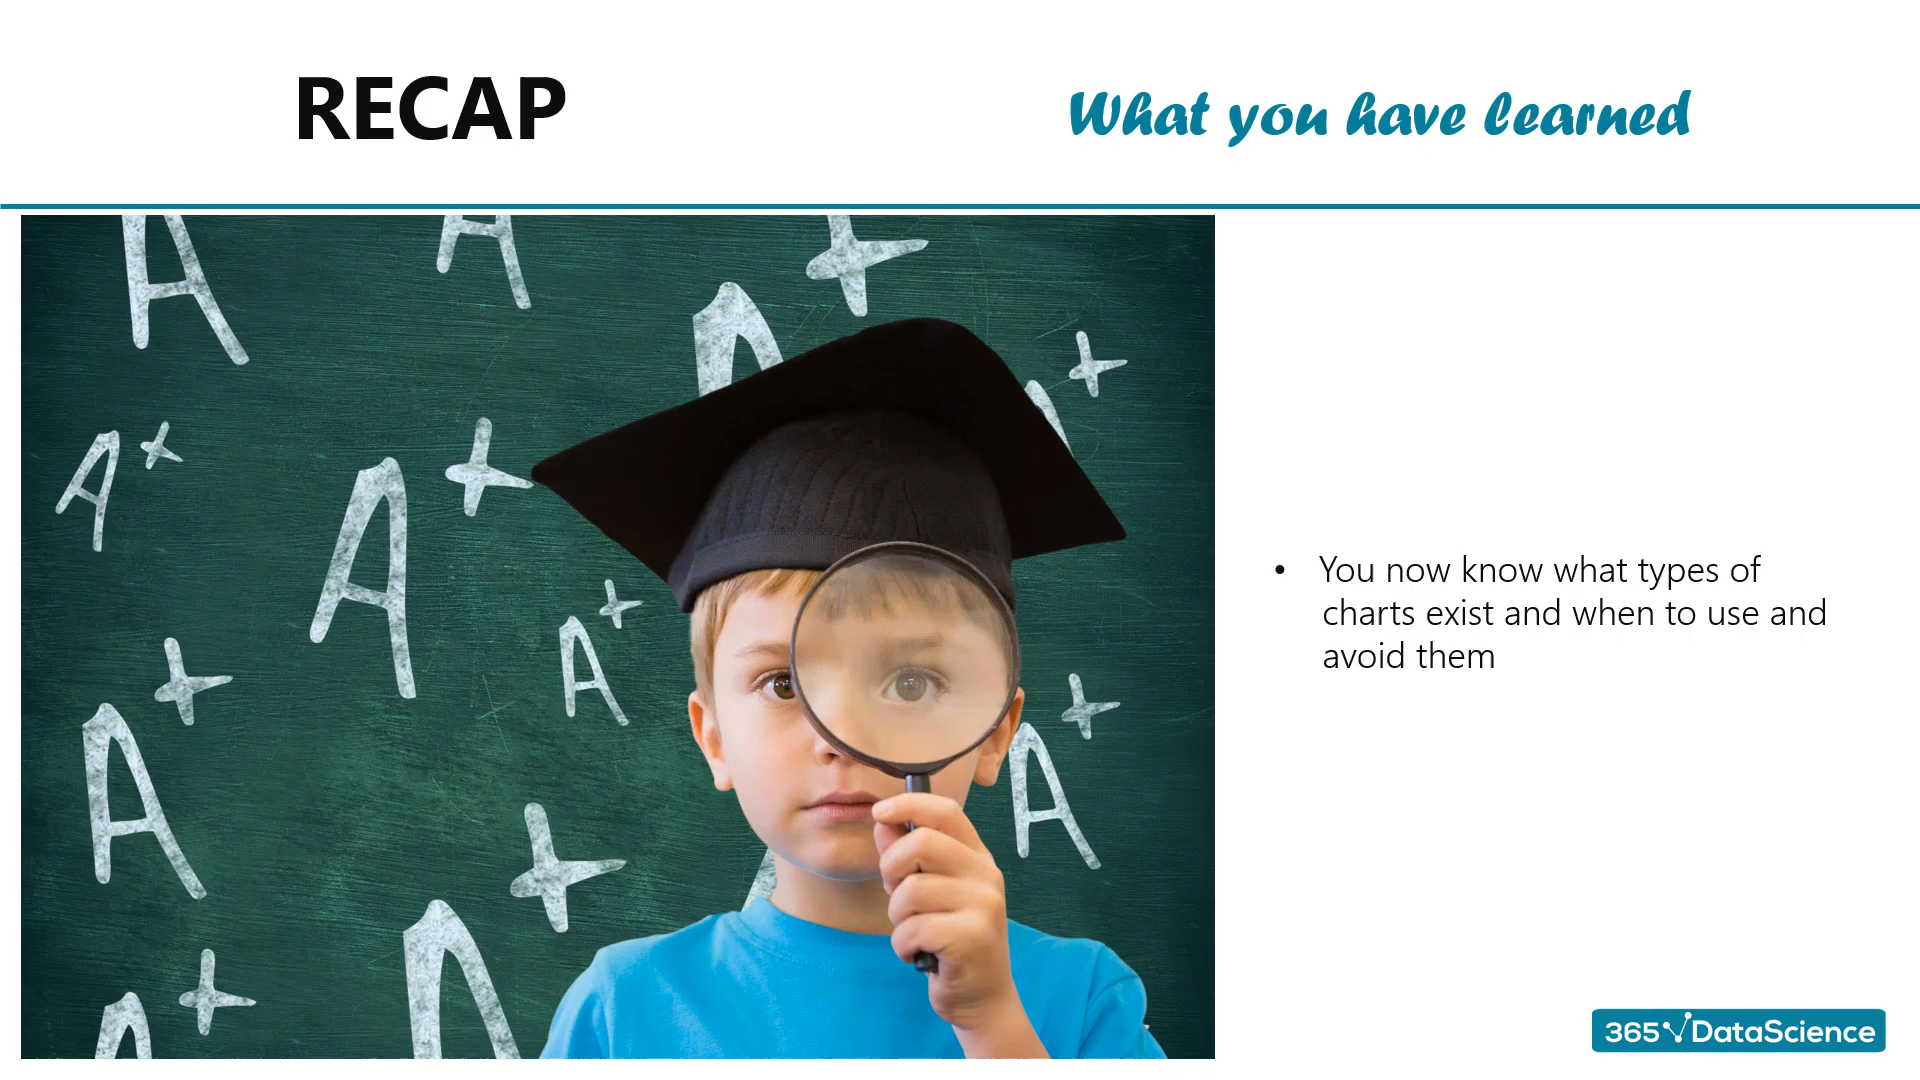 RECAP
What you have learned
A
A
A+
A+
A+
A+
A+
A+
A+
A+
A+
• You now know what types of
charts exist and when to use and
avoid them
365 DataScience